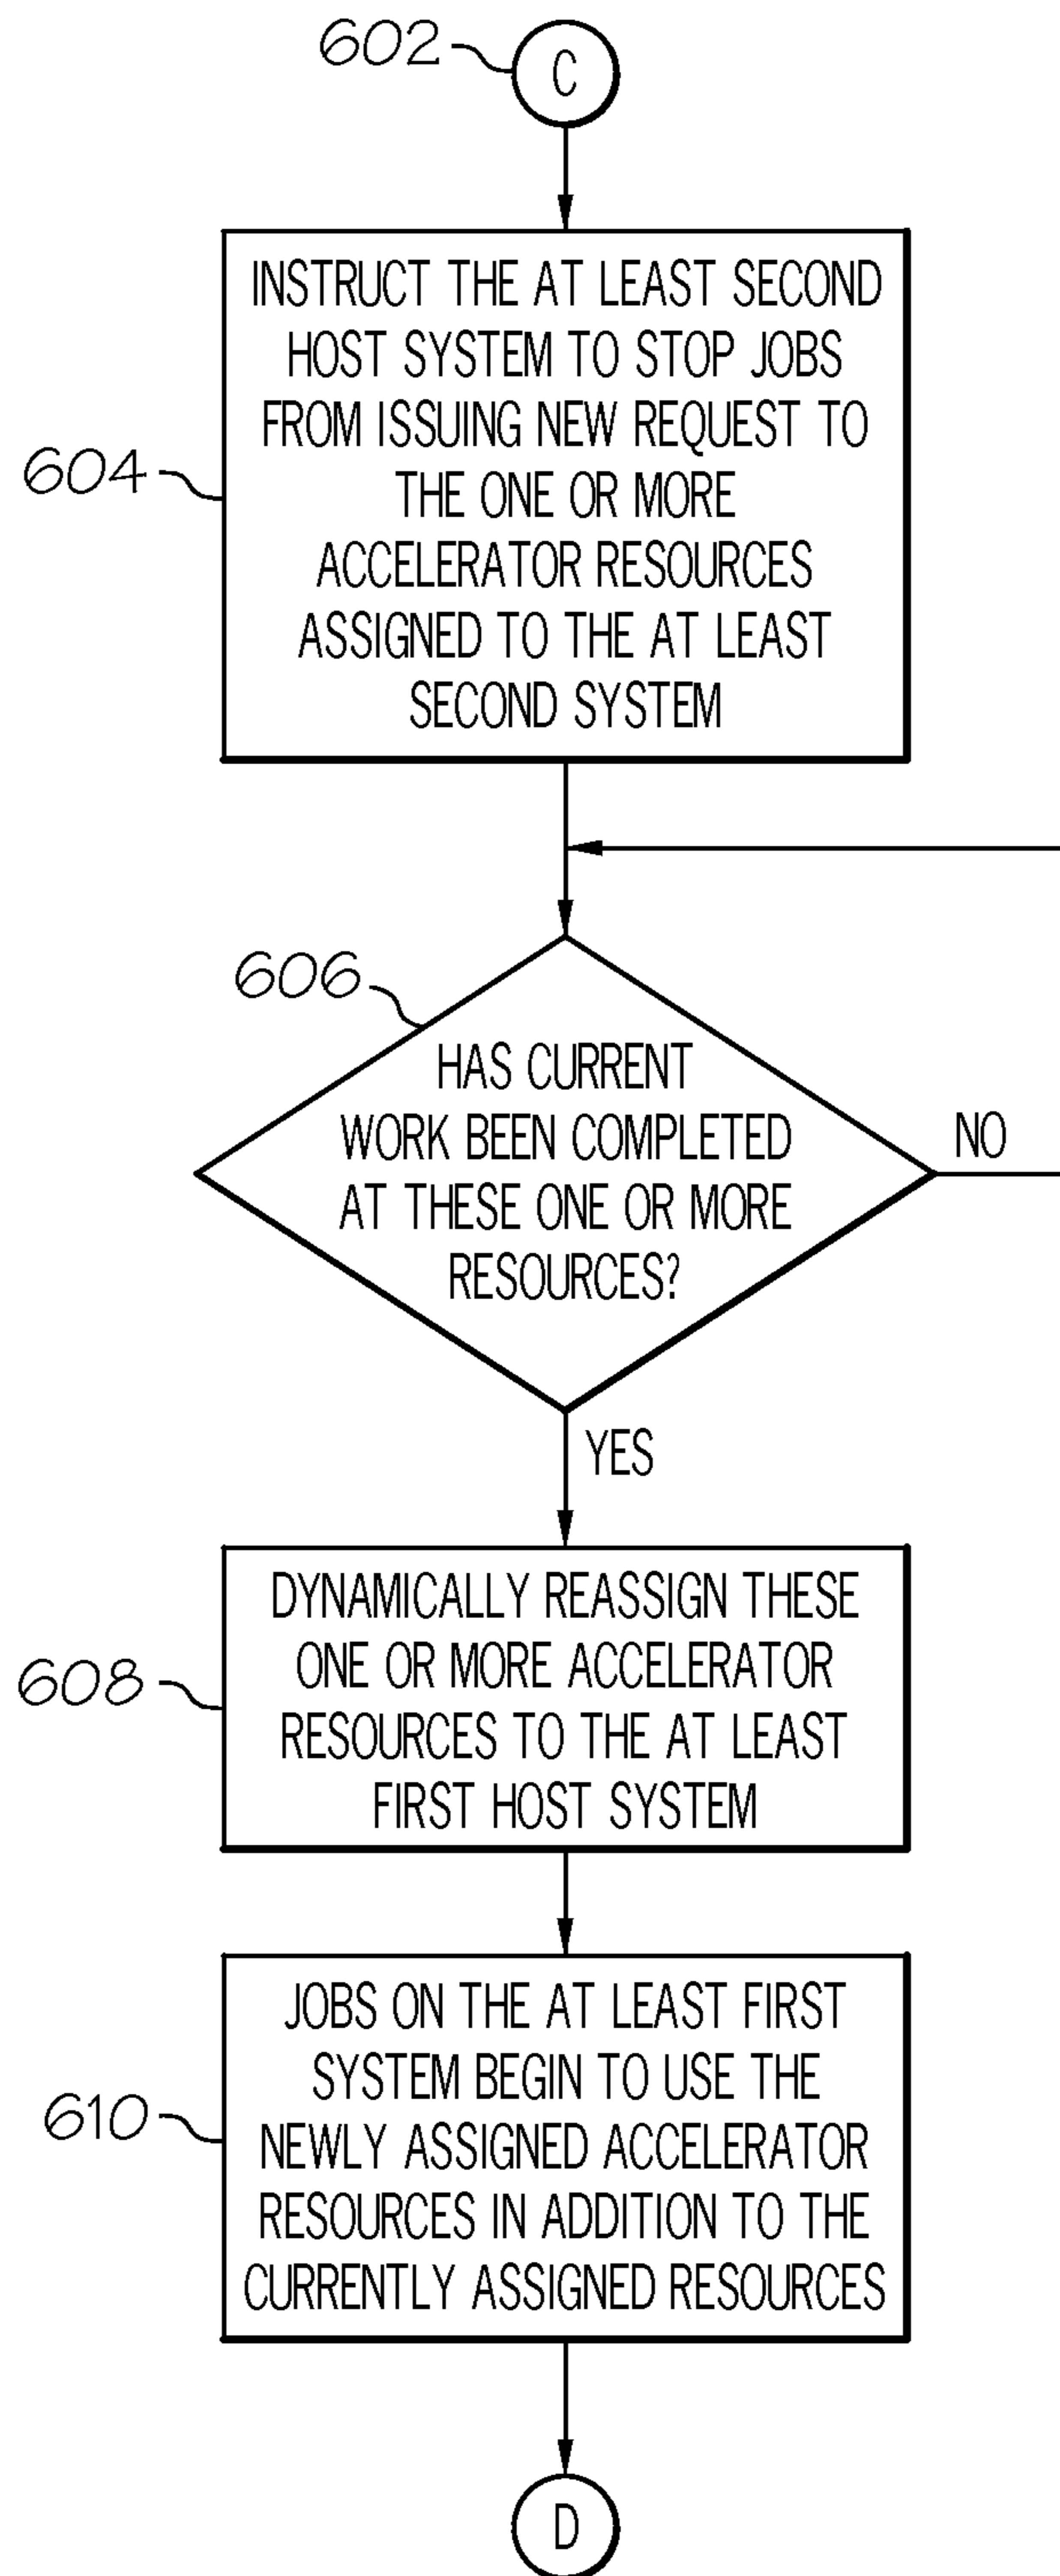 602
C
INSTRUCT THE AT LEAST SECOND
HOST SYSTEM TO STOP JOBS
FROM ISSUING NEW REQUEST TO
THE ONE OR MORE
ACCELERATOR RESOURCES
ASSIGNED TO THE AT LEAST
SECOND SYSTEM
604
606
HAS CURRENT
WORK BEEN COMPLETED
AT THESE ONE OR MORE
RESOURCES?
NO
YES
DYNAMICALLY REASSIGN THESE
ONE OR MORE ACCELERATOR
RESOURCES TO THE AT LEAST
FIRST HOST SYSTEM
608
JOBS ON THE AT LEAST FIRST
SYSTEM BEGIN TO USE THE
NEWLY ASSIGNED ACCELERATOR
RESOURCES IN ADDITION TO THE
CURRENTLY ASSIGNED RESOURCES
610
D